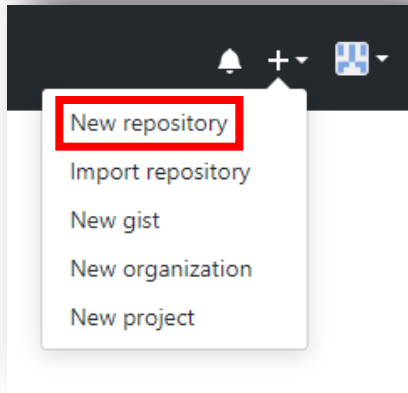 New repository
Import repository
New gist
New organization
New project